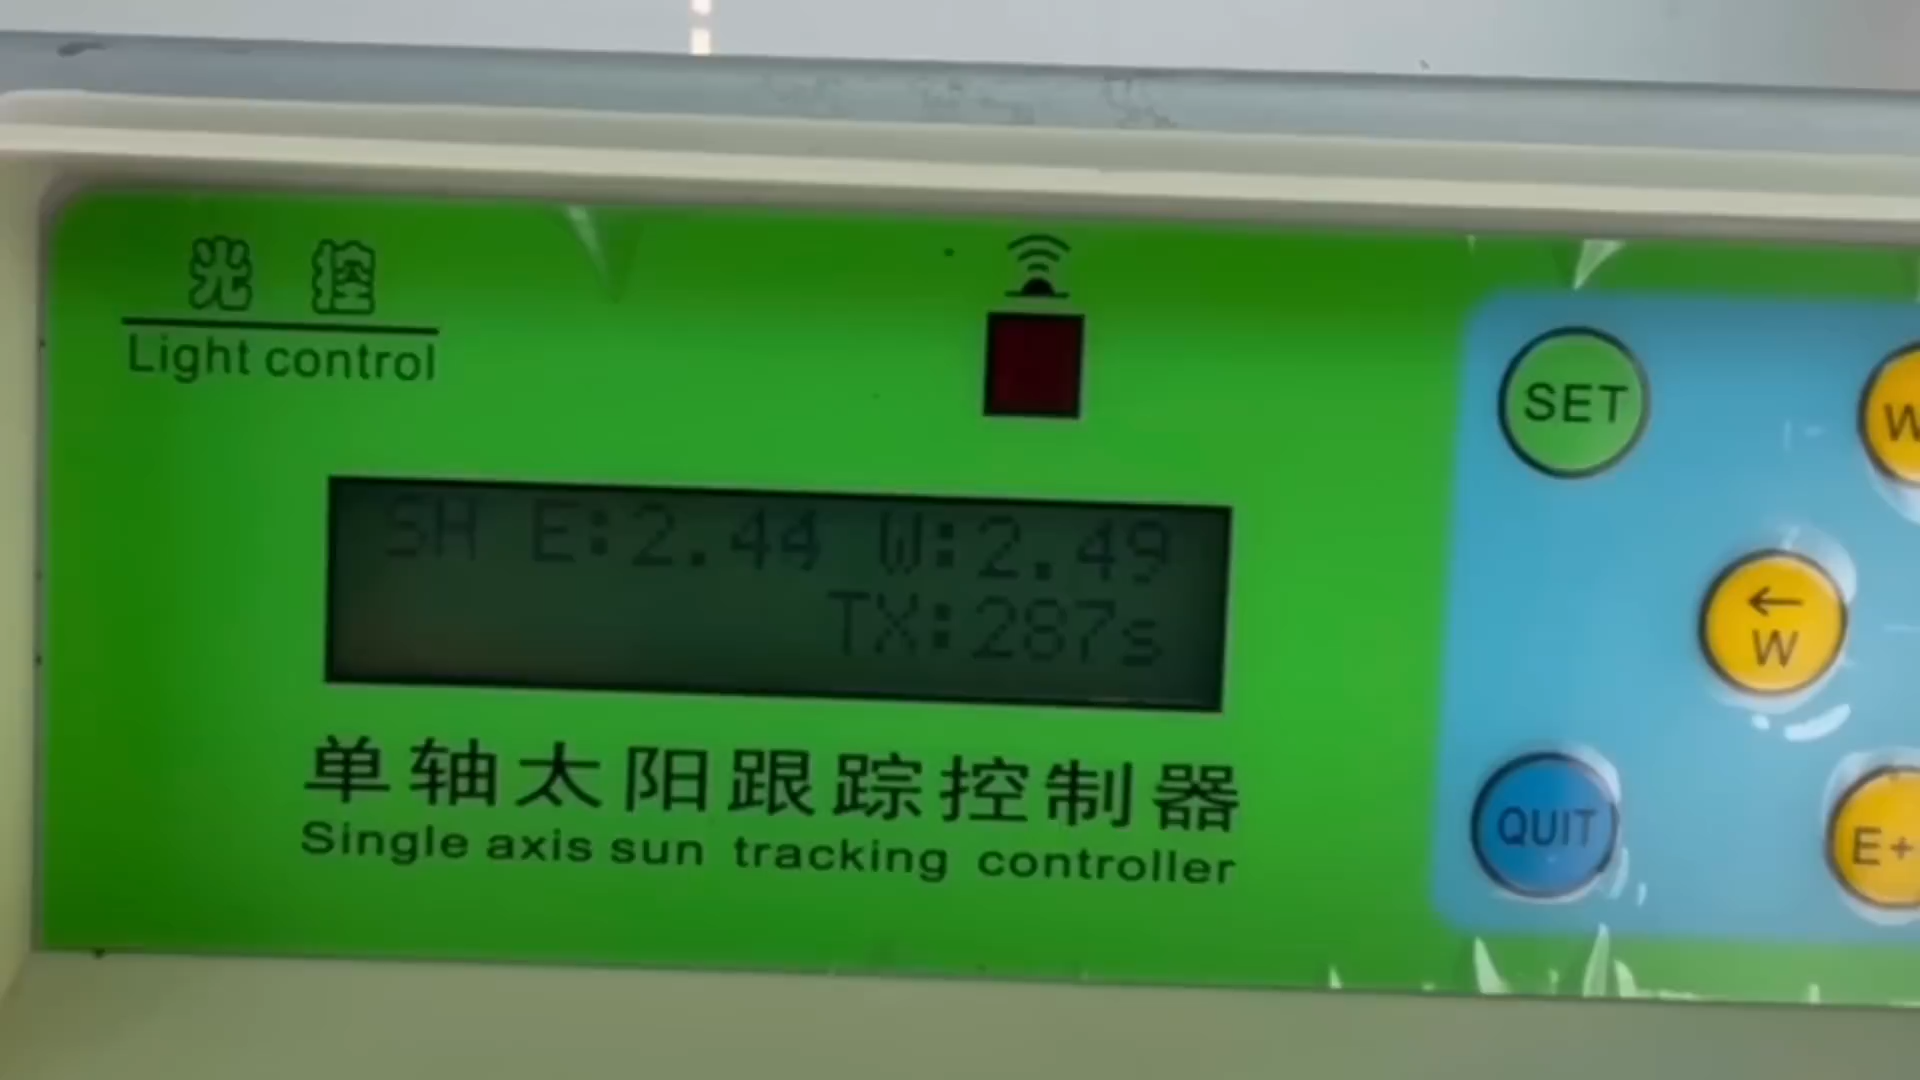 光 控
Light control
SH E:2.44 W:2.49
TX:287s
单轴太阳跟踪控制器
Single axis sun tracking controller
SET
W
←
W
QUIT
E+